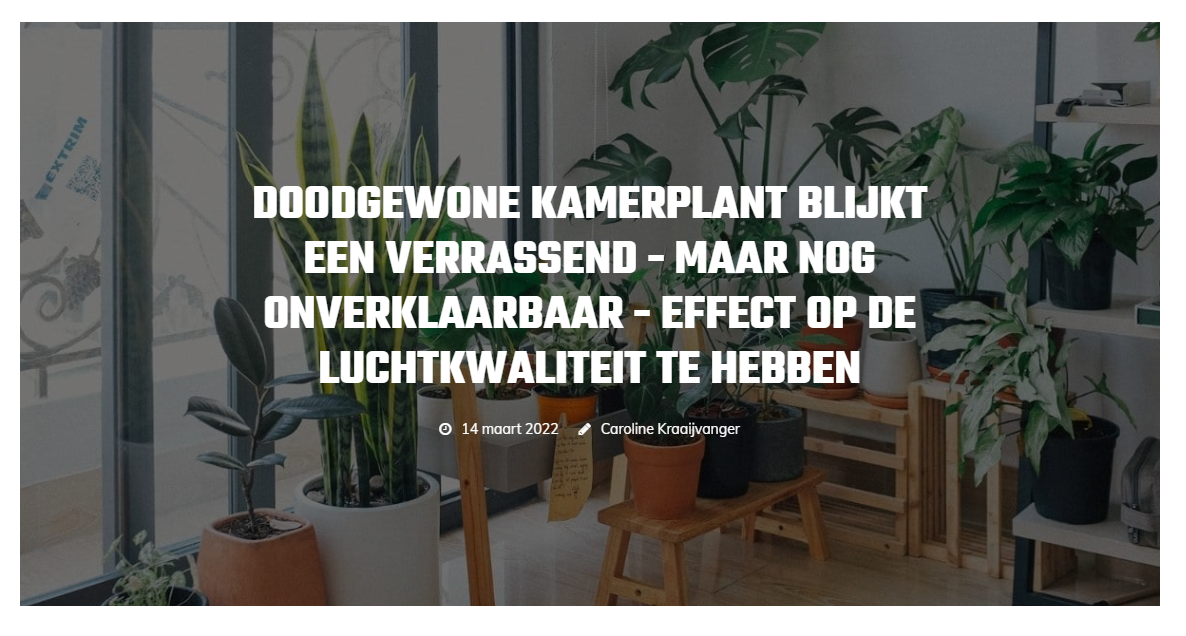 EXTRIM
DOODGEWONE KAMERPLANT BLIJKT
EEN VERRASSEND - MAAR NOG
ONVERKLAARBAAR - EFFECT OP DE
LUCHTKWALITEIT TE HEBBEN
14 maart 2022 Caroline Kraaijvanger